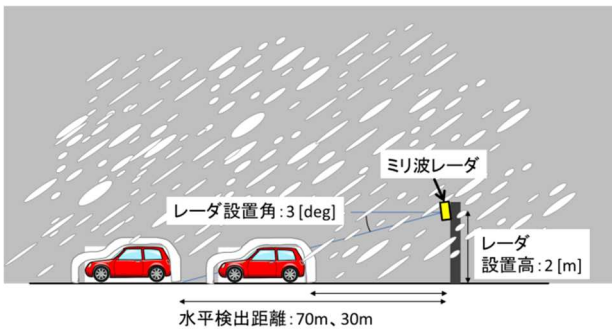 ミリ波レーダ
レーダ設置角:3 [deg]
レーダ
設置高:2 [m]
水平検出距離:70m、30m